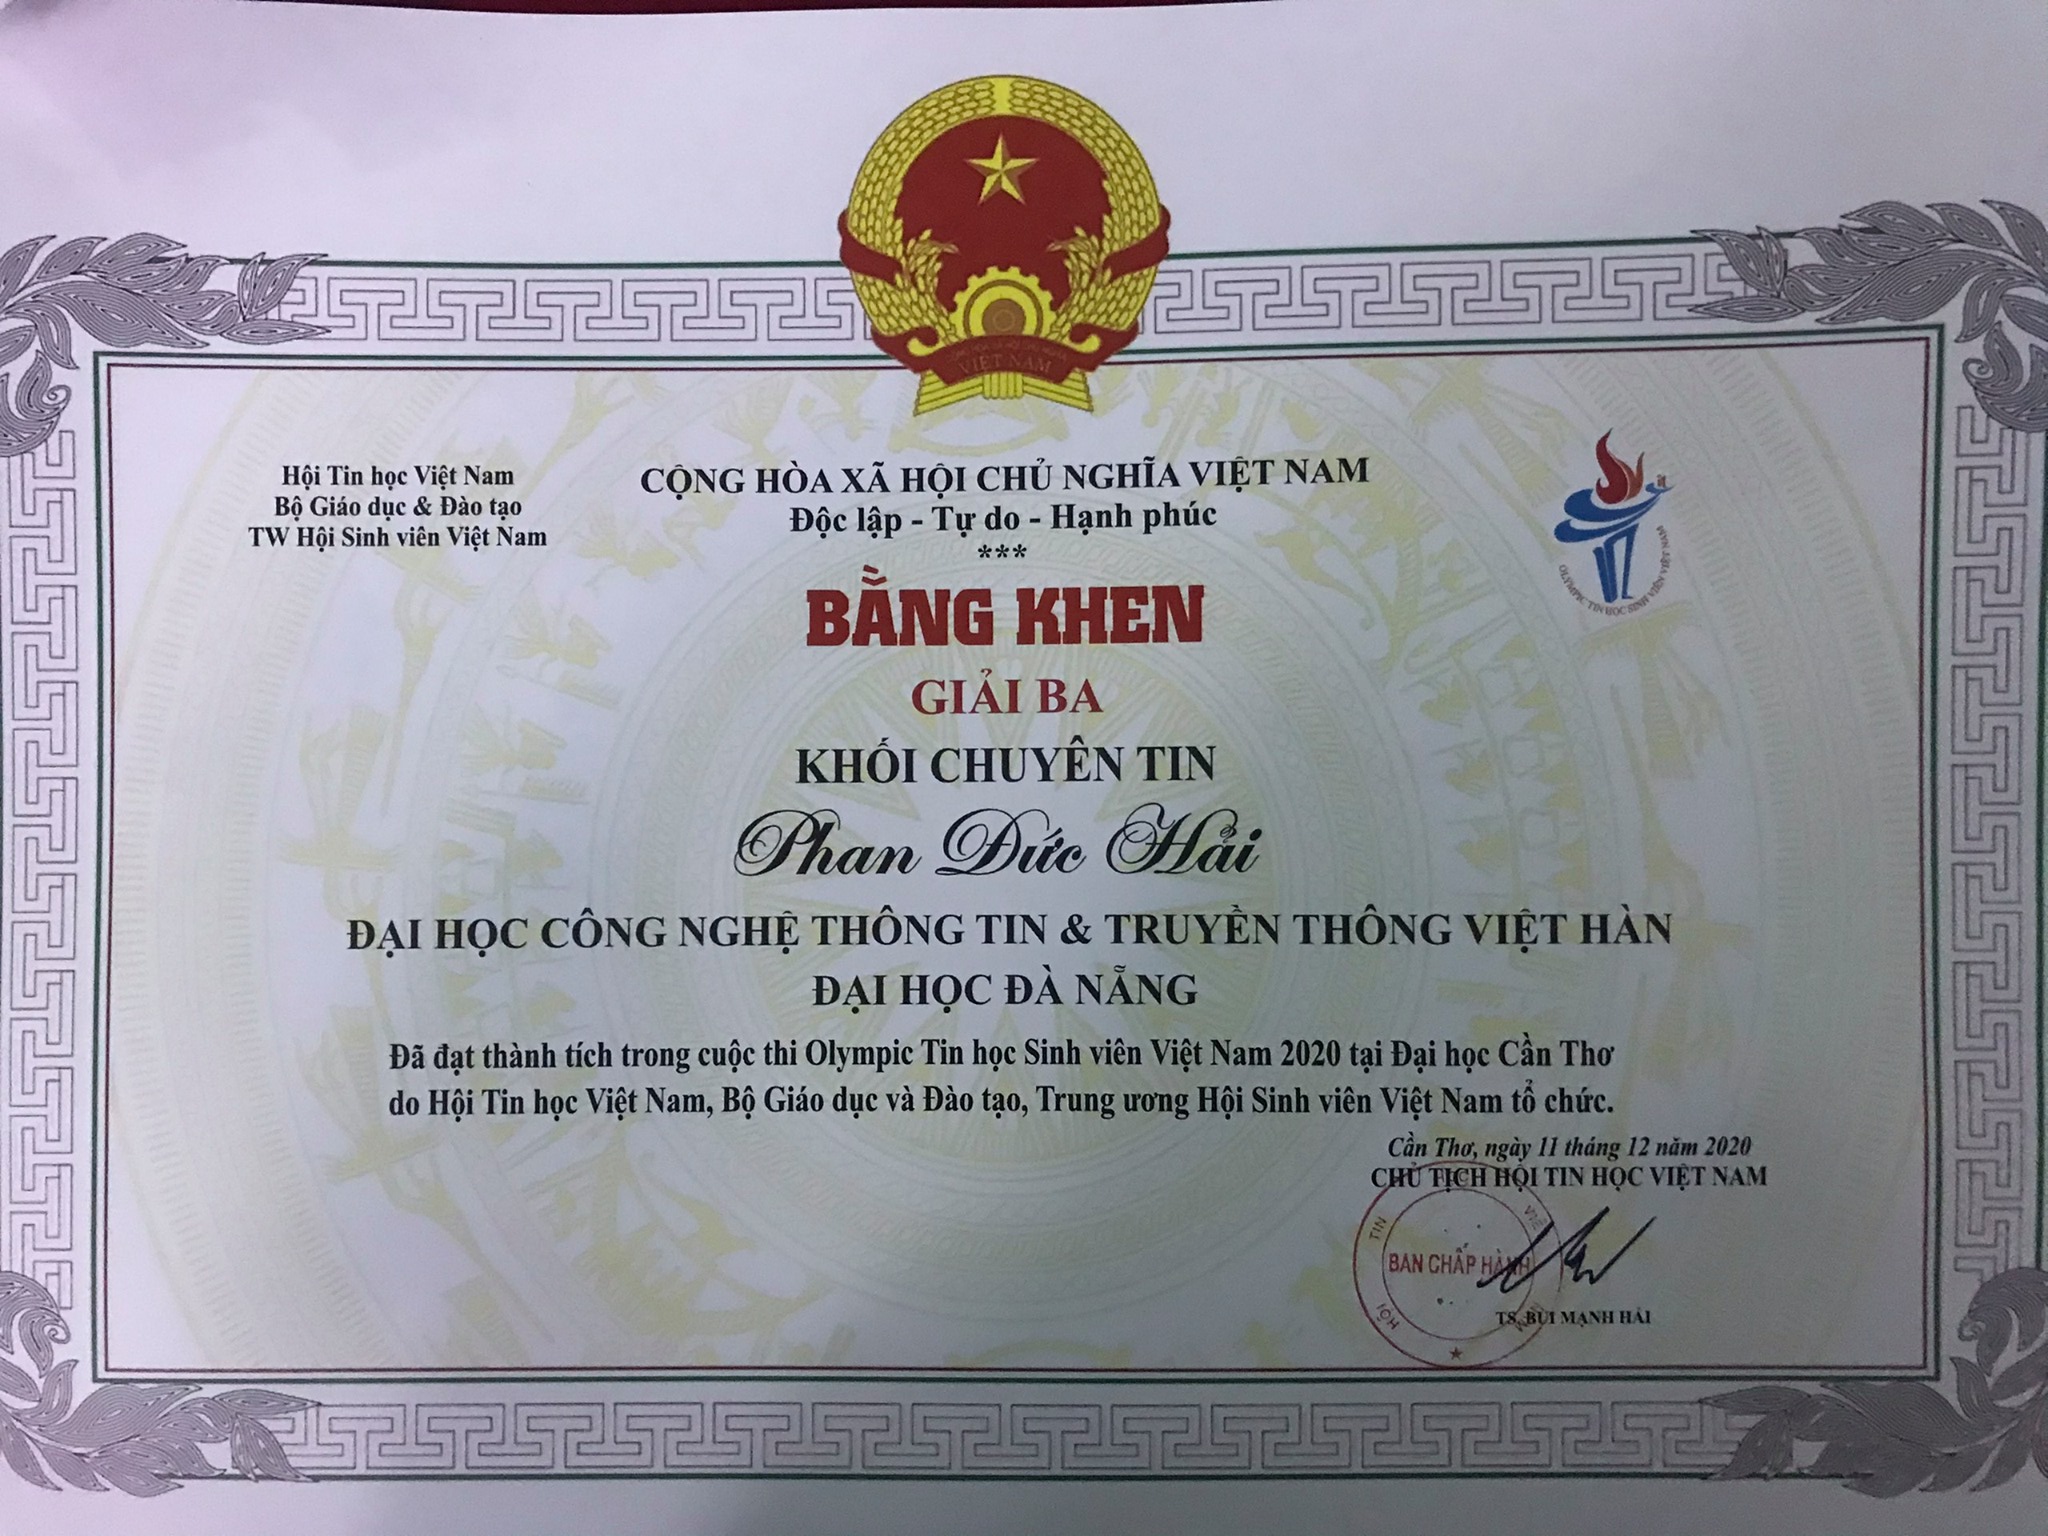 VIỆT NAM
Hội Tin học Việt Nam
Bộ Giáo dục & Đào tạo
TW Hội Sinh viên Việt Nam
CỘNG HÒA XÃ HỘI CHỦ NGHĨA VIỆT NAM
Độc lập - Tự do - Hạnh phúc
***
it
OLYMPIC TIN HỌC SINH VIÊN VIỆT NAM
BẰNG KHEN
GIẢI BA
KHỐI CHUYÊN TIN
Phan Đức Hải
ĐẠI HỌC CÔNG NGHỆ THÔNG TIN & TRUYỀN THÔNG VIỆT HÀN
ĐẠI HỌC ĐÀ NẴNG
Đã đạt thành tích trong cuộc thi Olympic Tin học Sinh viên Việt Nam 2020 tại Đại học Cần Thơ
do Hội Tin học Việt Nam, Bộ Giáo dục và Đào tạo, Trung ương Hội Sinh viên Việt Nam tổ chức.
Cần Thơ, ngày 11 tháng 12 năm 2020
CHỦ TỊCH HỘI TIN HỌC VIỆT NAM
HỘI TIN VIỆT NAM
BAN CHẤP HÀNH
TS. BÙI MẠNH HẢI